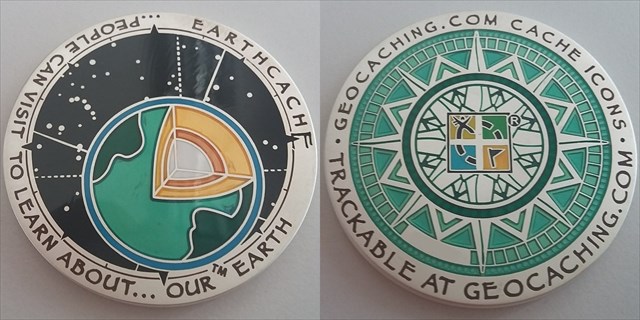 EARTHCACHE
...PEOPLE CAN VISIT TO LEARN ABOUT... OUR™ EARTH
GEOCACHING.COM CACHE ICONS •
TRACKABLE AT GEOCACHING.COM •
®